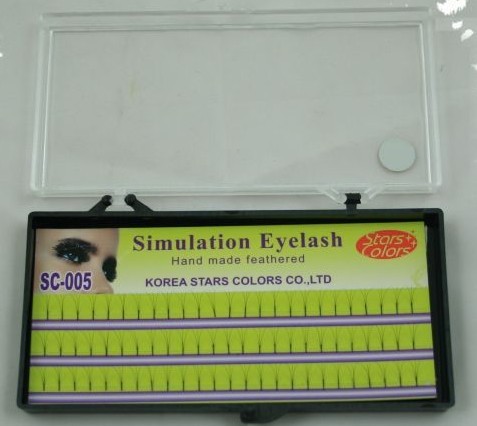 Simulation Eyelash
Hand made feathered
Stars
Colors
SC-005
KOREA STARS COLORS CO.,LTD